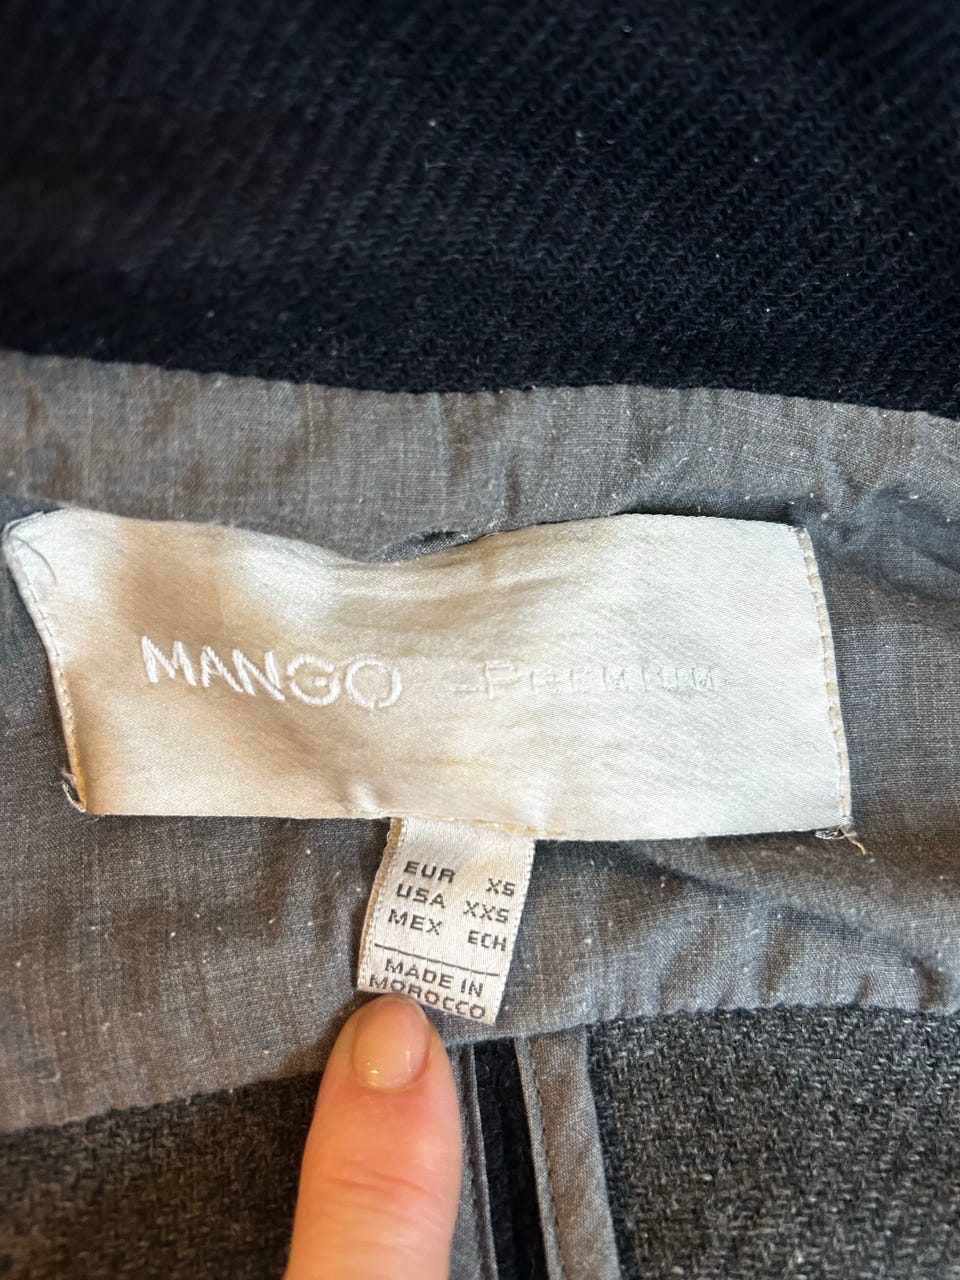 MANGO - PREMIUM
EUR XS
USA XXS
MEX ECH
MADE IN
MOROCCO